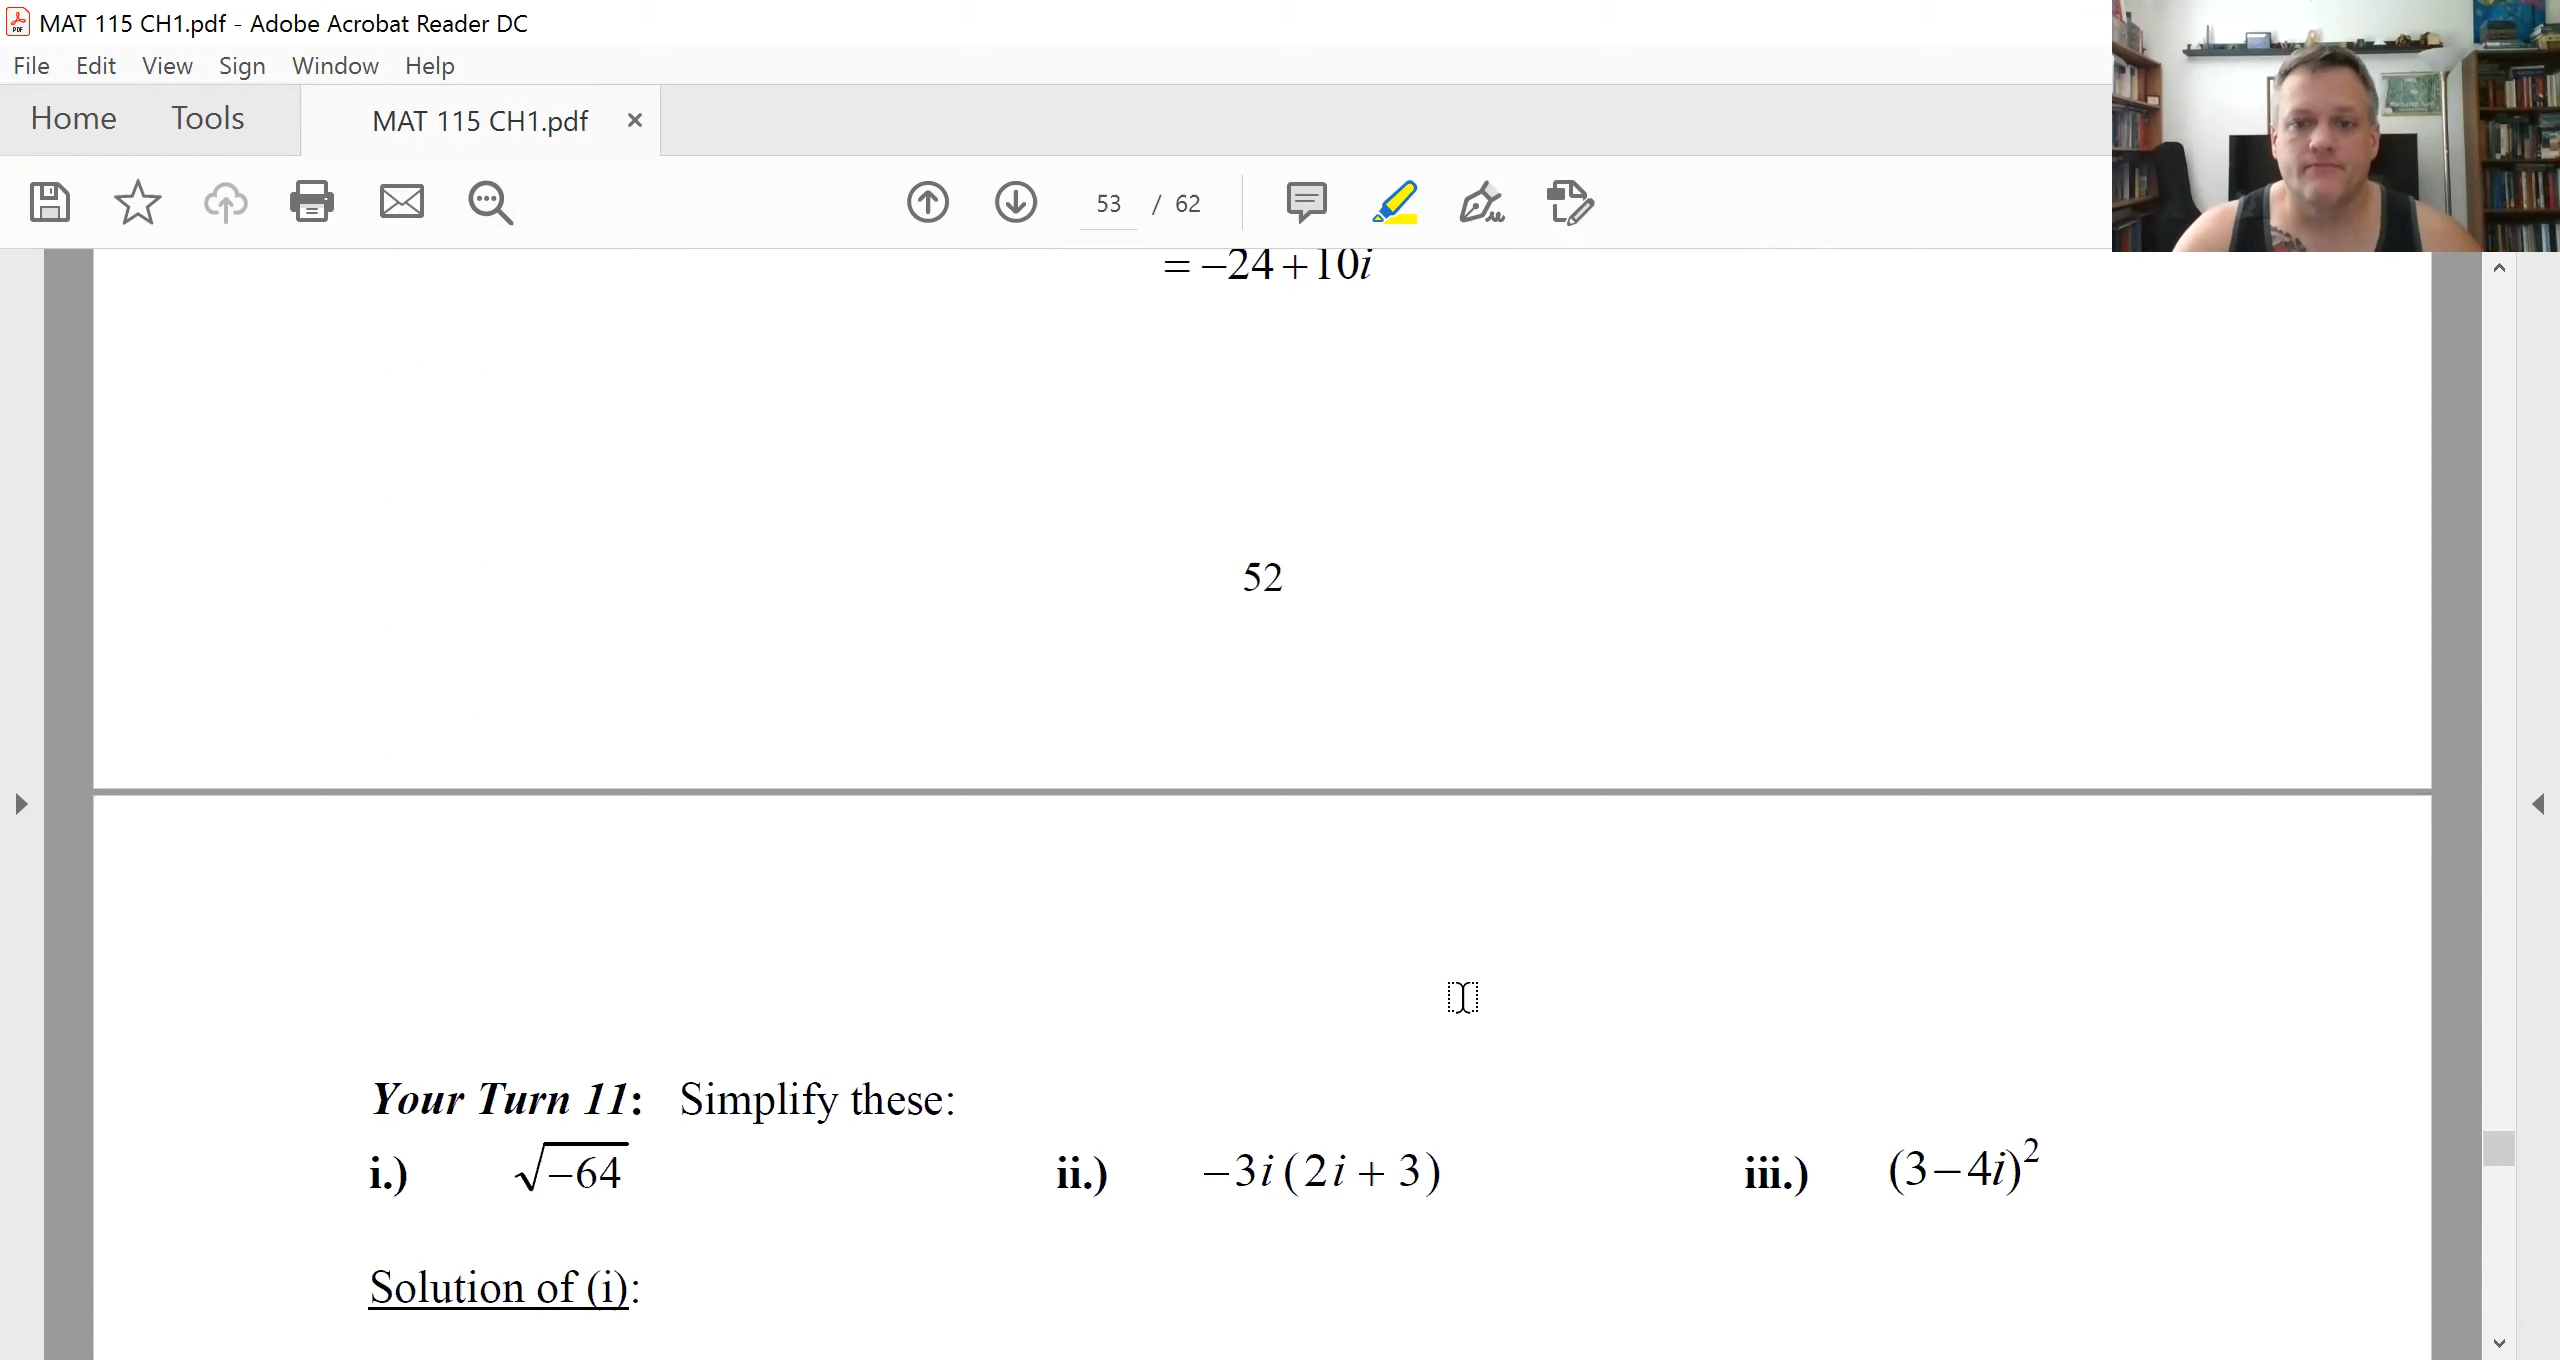 MAT 115 CH1.pdf - Adobe Acrobat Reader DC
File Edit View Sign Window Help
Home Tools MAT 115 CH1.pdf ×
53 / 62
= −24 + 10i
52
Your Turn 11: Simplify these:
i.) √−64 ii.) −3i (2i + 3) iii.) (3 − 4i)²
Solution of (i):